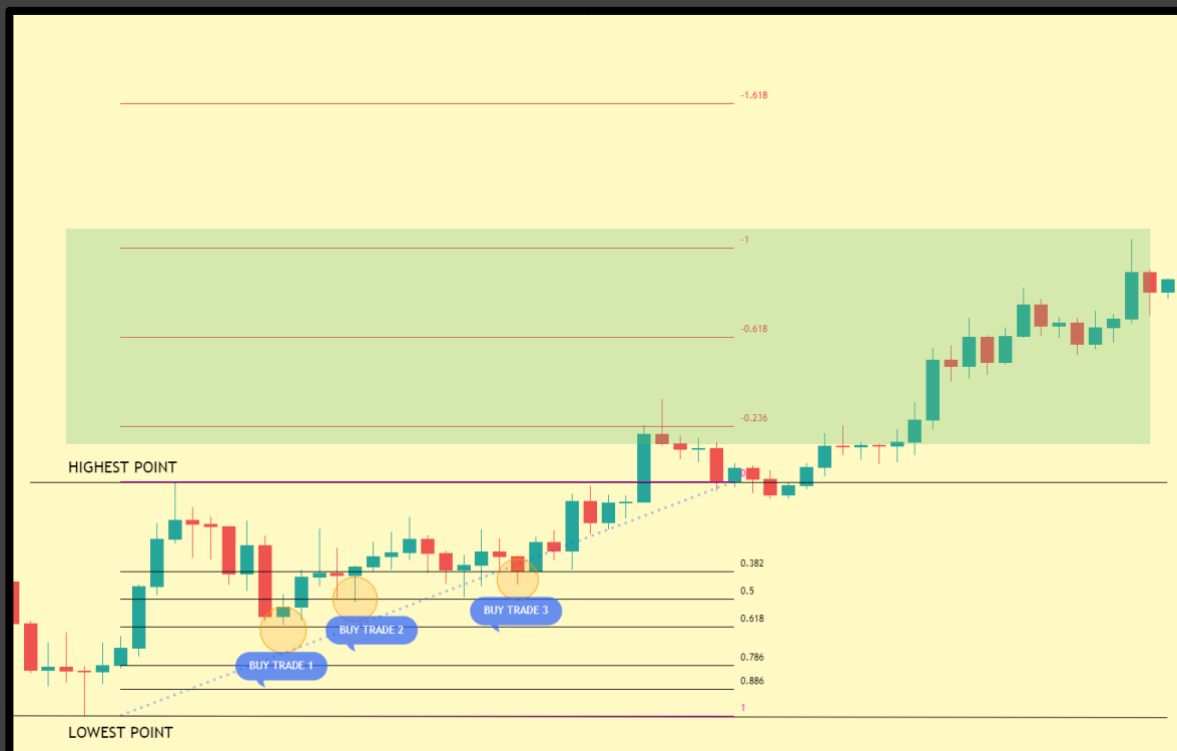 -1.618
-1
-0.618
-0.236
HIGHEST POINT
0
0.382
0.5
BUY TRADE 3
0.618
BUY TRADE 2
0.786
BUY TRADE 1
0.886
1
LOWEST POINT